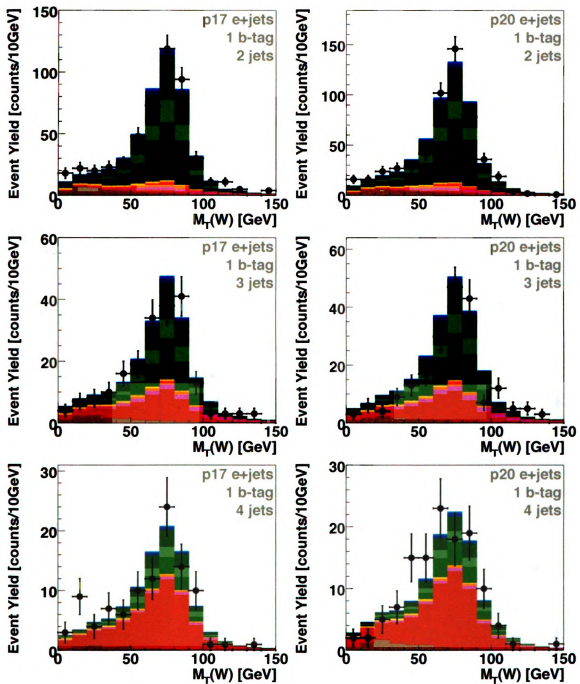 Event Yield [counts/10GeV]
150
100
50
0
p17 e+jets
1 b-tag
2 jets
0 50 100 150
M_T(W) [GeV]
Event Yield [counts/10GeV]
150
100
50
0
p20 e+jets
1 b-tag
2 jets
0 50 100 150
M_T(W) [GeV]
Event Yield [counts/10GeV]
60
40
20
0
p17 e+jets
1 b-tag
3 jets
0 50 100 150
M_T(W) [GeV]
Event Yield [counts/10GeV]
60
40
20
0
p20 e+jets
1 b-tag
3 jets
0 50 100 150
M_T(W) [GeV]
Event Yield [counts/10GeV]
30
20
10
0
p17 e+jets
1 b-tag
4 jets
0 50 100 150
M_T(W) [GeV]
Event Yield [counts/10GeV]
30
20
10
0
p20 e+jets
1 b-tag
4 jets
0 50 100 150
M_T(W) [GeV]